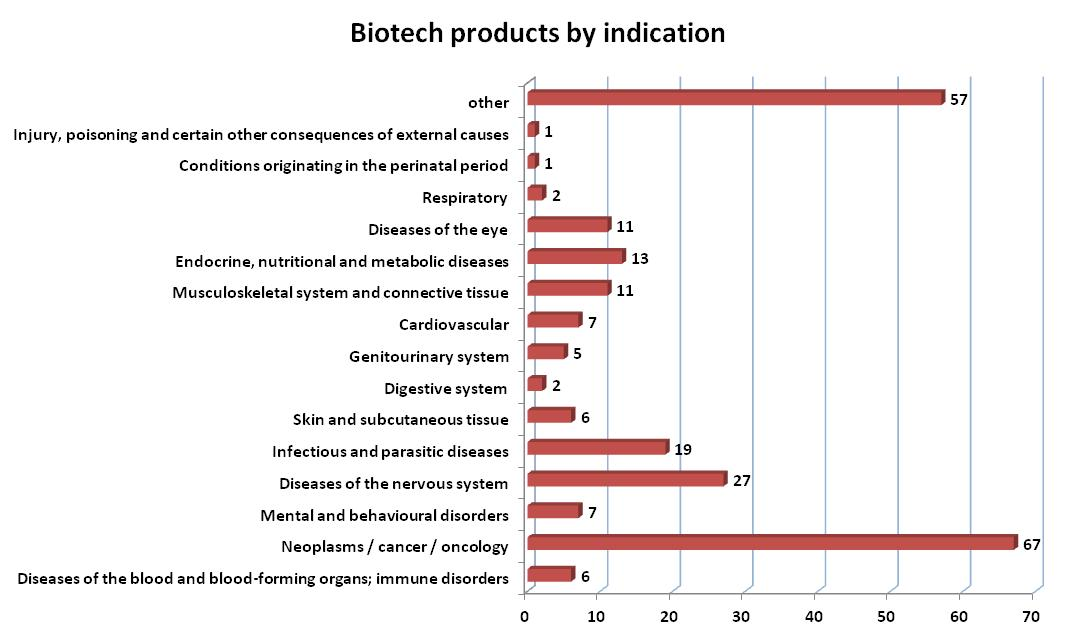 Biotech products by indication
other 57
Injury, poisoning and certain other consequences of external causes 1
Conditions originating in the perinatal period 1
Respiratory 2
Diseases of the eye 11
Endocrine, nutritional and metabolic diseases 13
Musculoskeletal system and connective tissue 11
Cardiovascular 7
Genitourinary system 5
Digestive system 2
Skin and subcutaneous tissue 6
Infectious and parasitic diseases 19
Diseases of the nervous system 27
Mental and behavioural disorders 7
Neoplasms / cancer / oncology 67
Diseases of the blood and blood-forming organs; immune disorders 6
0 10 20 30 40 50 60 70